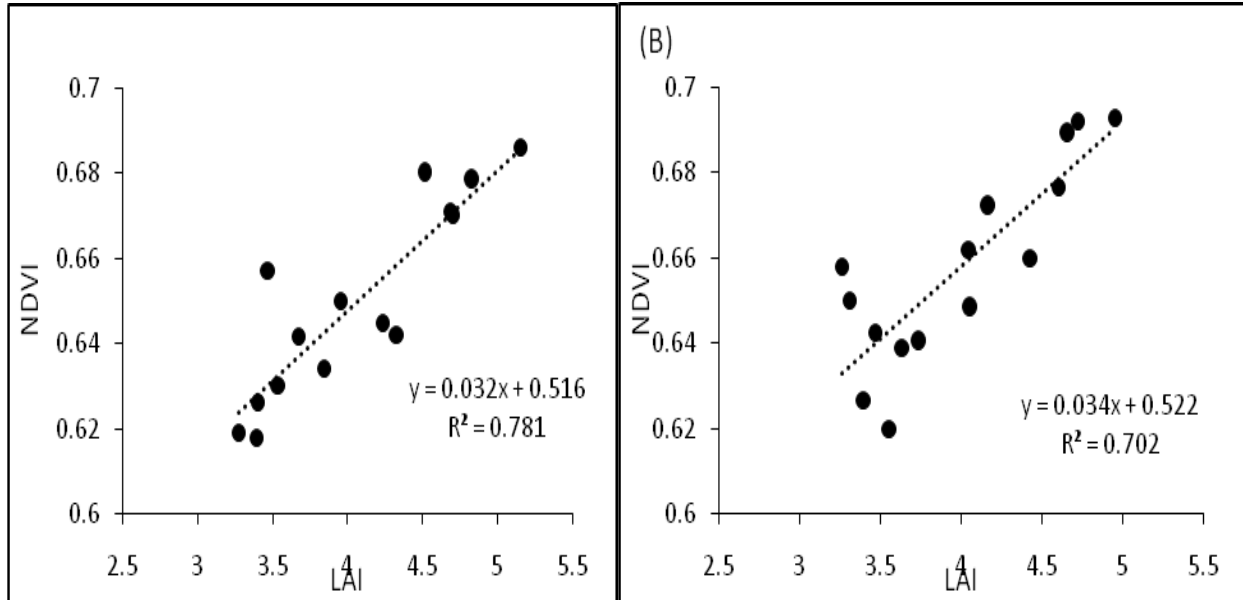 0.7
0.68
0.66
0.64
0.62
0.6
NDVI
2.5 3 3.5 4 4.5 5 5.5
LAI
y = 0.032x + 0.516
R² = 0.781
(B)
0.7
0.68
0.66
0.64
0.62
0.6
NDVI
2.5 3 3.5 4 4.5 5 5.5
LAI
y = 0.034x + 0.522
R² = 0.702